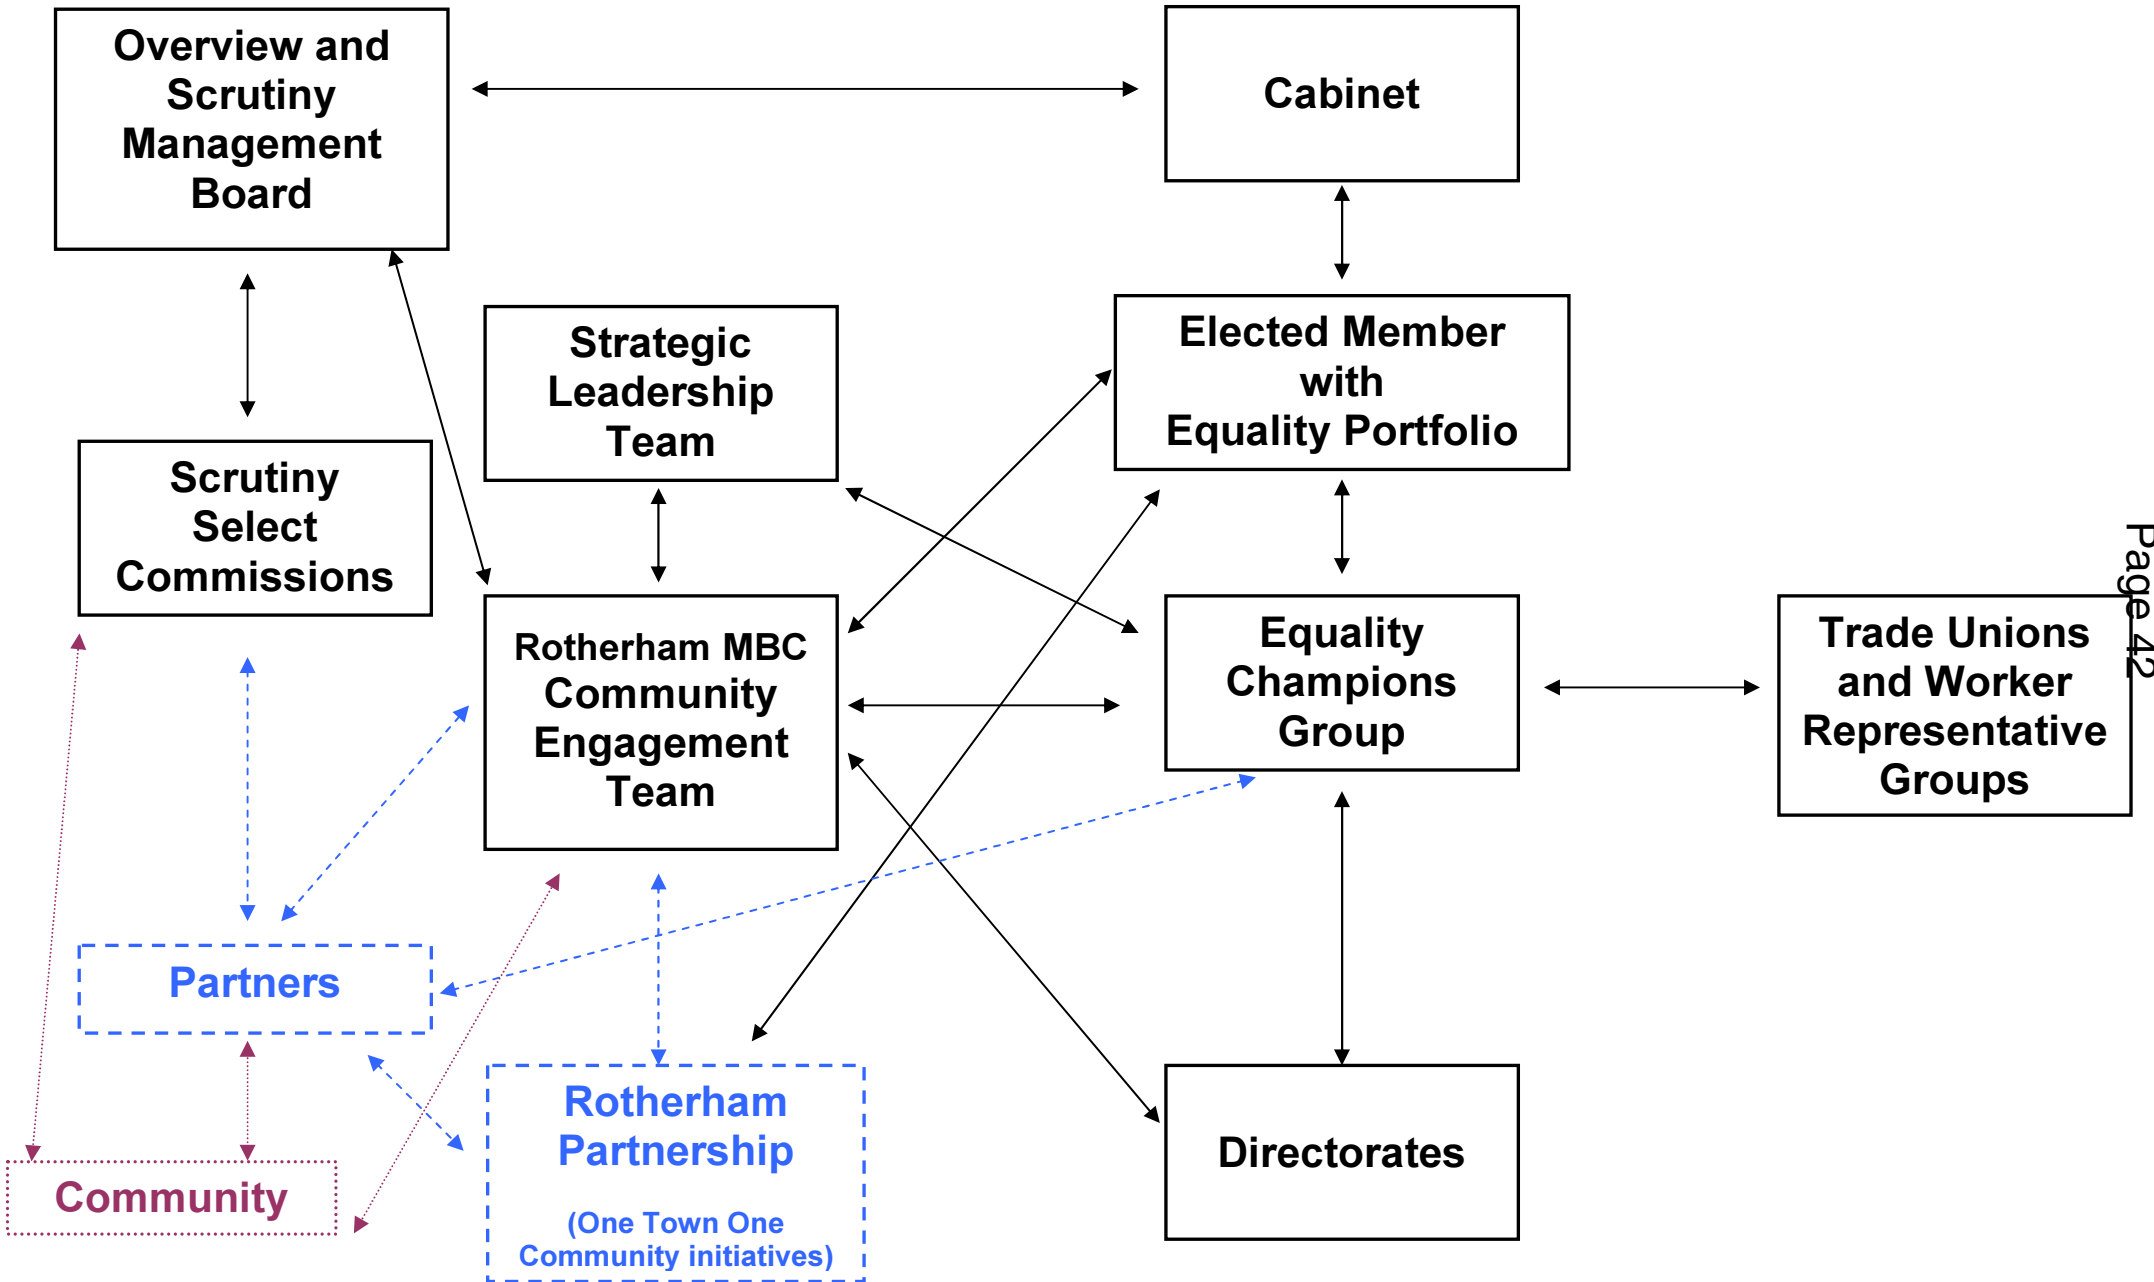 Overview and
Scrutiny
Management
Board
Cabinet
Strategic
Leadership
Team
Elected Member
with
Equality Portfolio
Scrutiny
Select
Commissions
Rotherham MBC
Community
Engagement
Team
Equality
Champions
Group
Trade Unions
and Worker
Representative
Groups
Page 42
Partners
Community
Rotherham
Partnership
(One Town One
Community initiatives)
Directorates